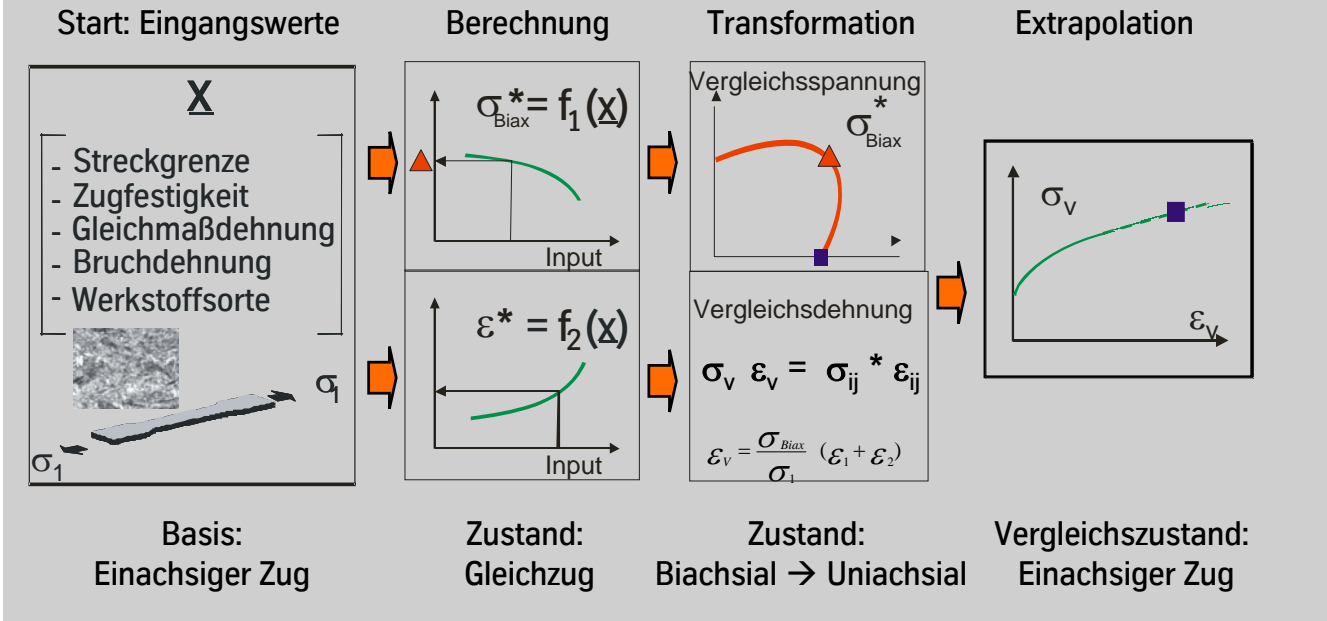 Start: Eingangswerte
Berechnung
Transformation
Extrapolation
X
- Streckgrenze
- Zugfestigkeit
- Gleichmaßdehnung
- Bruchdehnung
- Werkstoffsorte
σ1
σ1
σ*Biax = f1(X)
Input
ε* = f2(X)
Input
Vergleichsspannung
σ*Biax
Vergleichsdehnung
σv εv = σij * εij
εV = σBiax / σ1 (ε1 + ε2)
σv
εv
Basis:
Einachsiger Zug
Zustand:
Gleichzug
Zustand:
Biachsial → Uniachsial
Vergleichszustand:
Einachsiger Zug